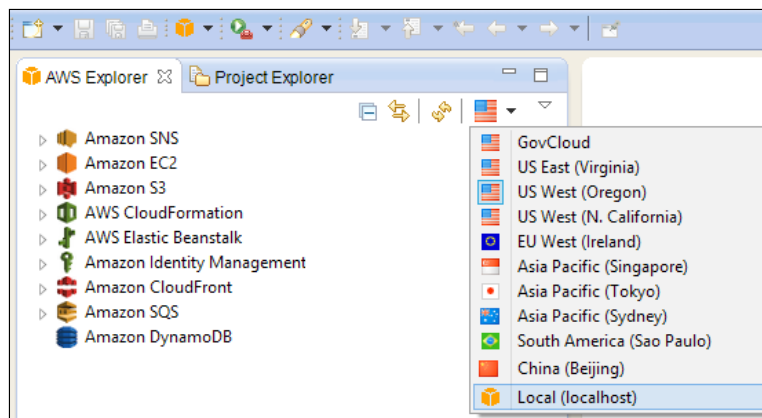 AWS Explorer
Project Explorer
Amazon SNS
Amazon EC2
Amazon S3
AWS CloudFormation
AWS Elastic Beanstalk
Amazon Identity Management
Amazon CloudFront
Amazon SQS
Amazon DynamoDB
GovCloud
US East (Virginia)
US West (Oregon)
US West (N. California)
EU West (Ireland)
Asia Pacific (Singapore)
Asia Pacific (Tokyo)
Asia Pacific (Sydney)
South America (Sao Paulo)
China (Beijing)
Local (localhost)